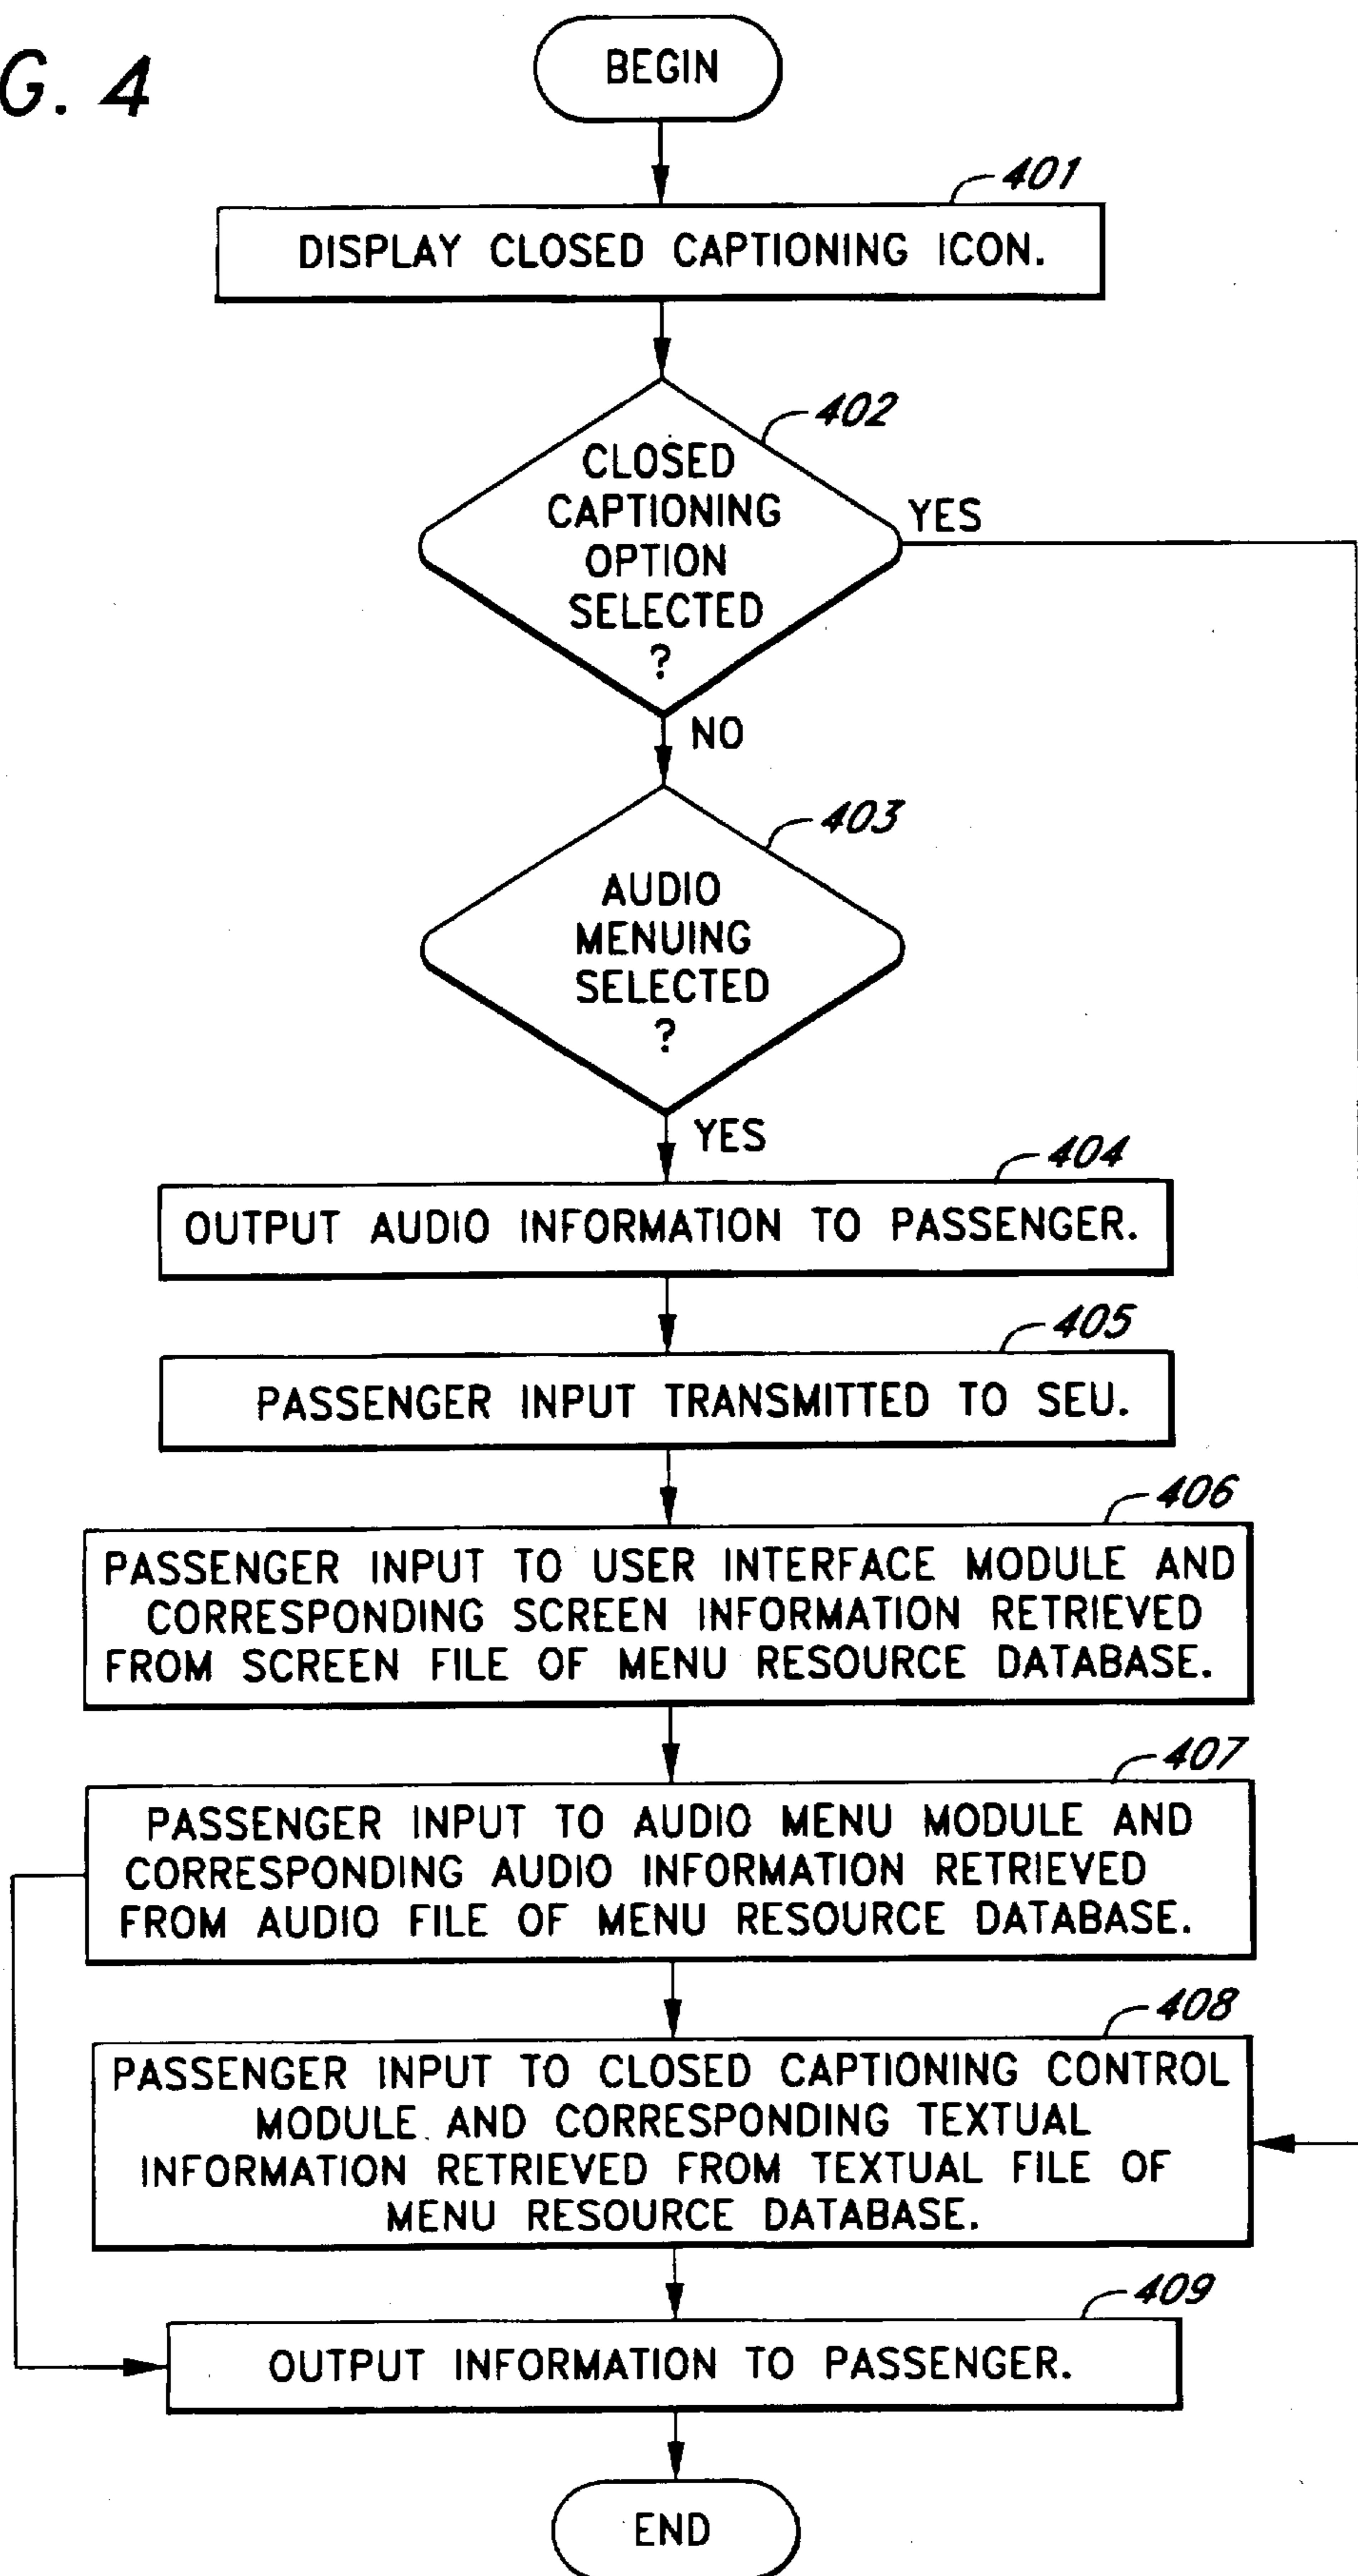 G. 4
BEGIN
401
DISPLAY CLOSED CAPTIONING ICON.
402
CLOSED
CAPTIONING
OPTION
SELECTED
?
YES
NO
403
AUDIO
MENUING
SELECTED
?
YES
404
OUTPUT AUDIO INFORMATION TO PASSENGER.
405
PASSENGER INPUT TRANSMITTED TO SEU.
406
PASSENGER INPUT TO USER INTERFACE MODULE AND
CORRESPONDING SCREEN INFORMATION RETRIEVED
FROM SCREEN FILE OF MENU RESOURCE DATABASE.
407
PASSENGER INPUT TO AUDIO MENU MODULE AND
CORRESPONDING AUDIO INFORMATION RETRIEVED
FROM AUDIO FILE OF MENU RESOURCE DATABASE.
408
PASSENGER INPUT TO CLOSED CAPTIONING CONTROL
MODULE AND CORRESPONDING TEXTUAL
INFORMATION RETRIEVED FROM TEXTUAL FILE OF
MENU RESOURCE DATABASE.
409
OUTPUT INFORMATION TO PASSENGER.
END